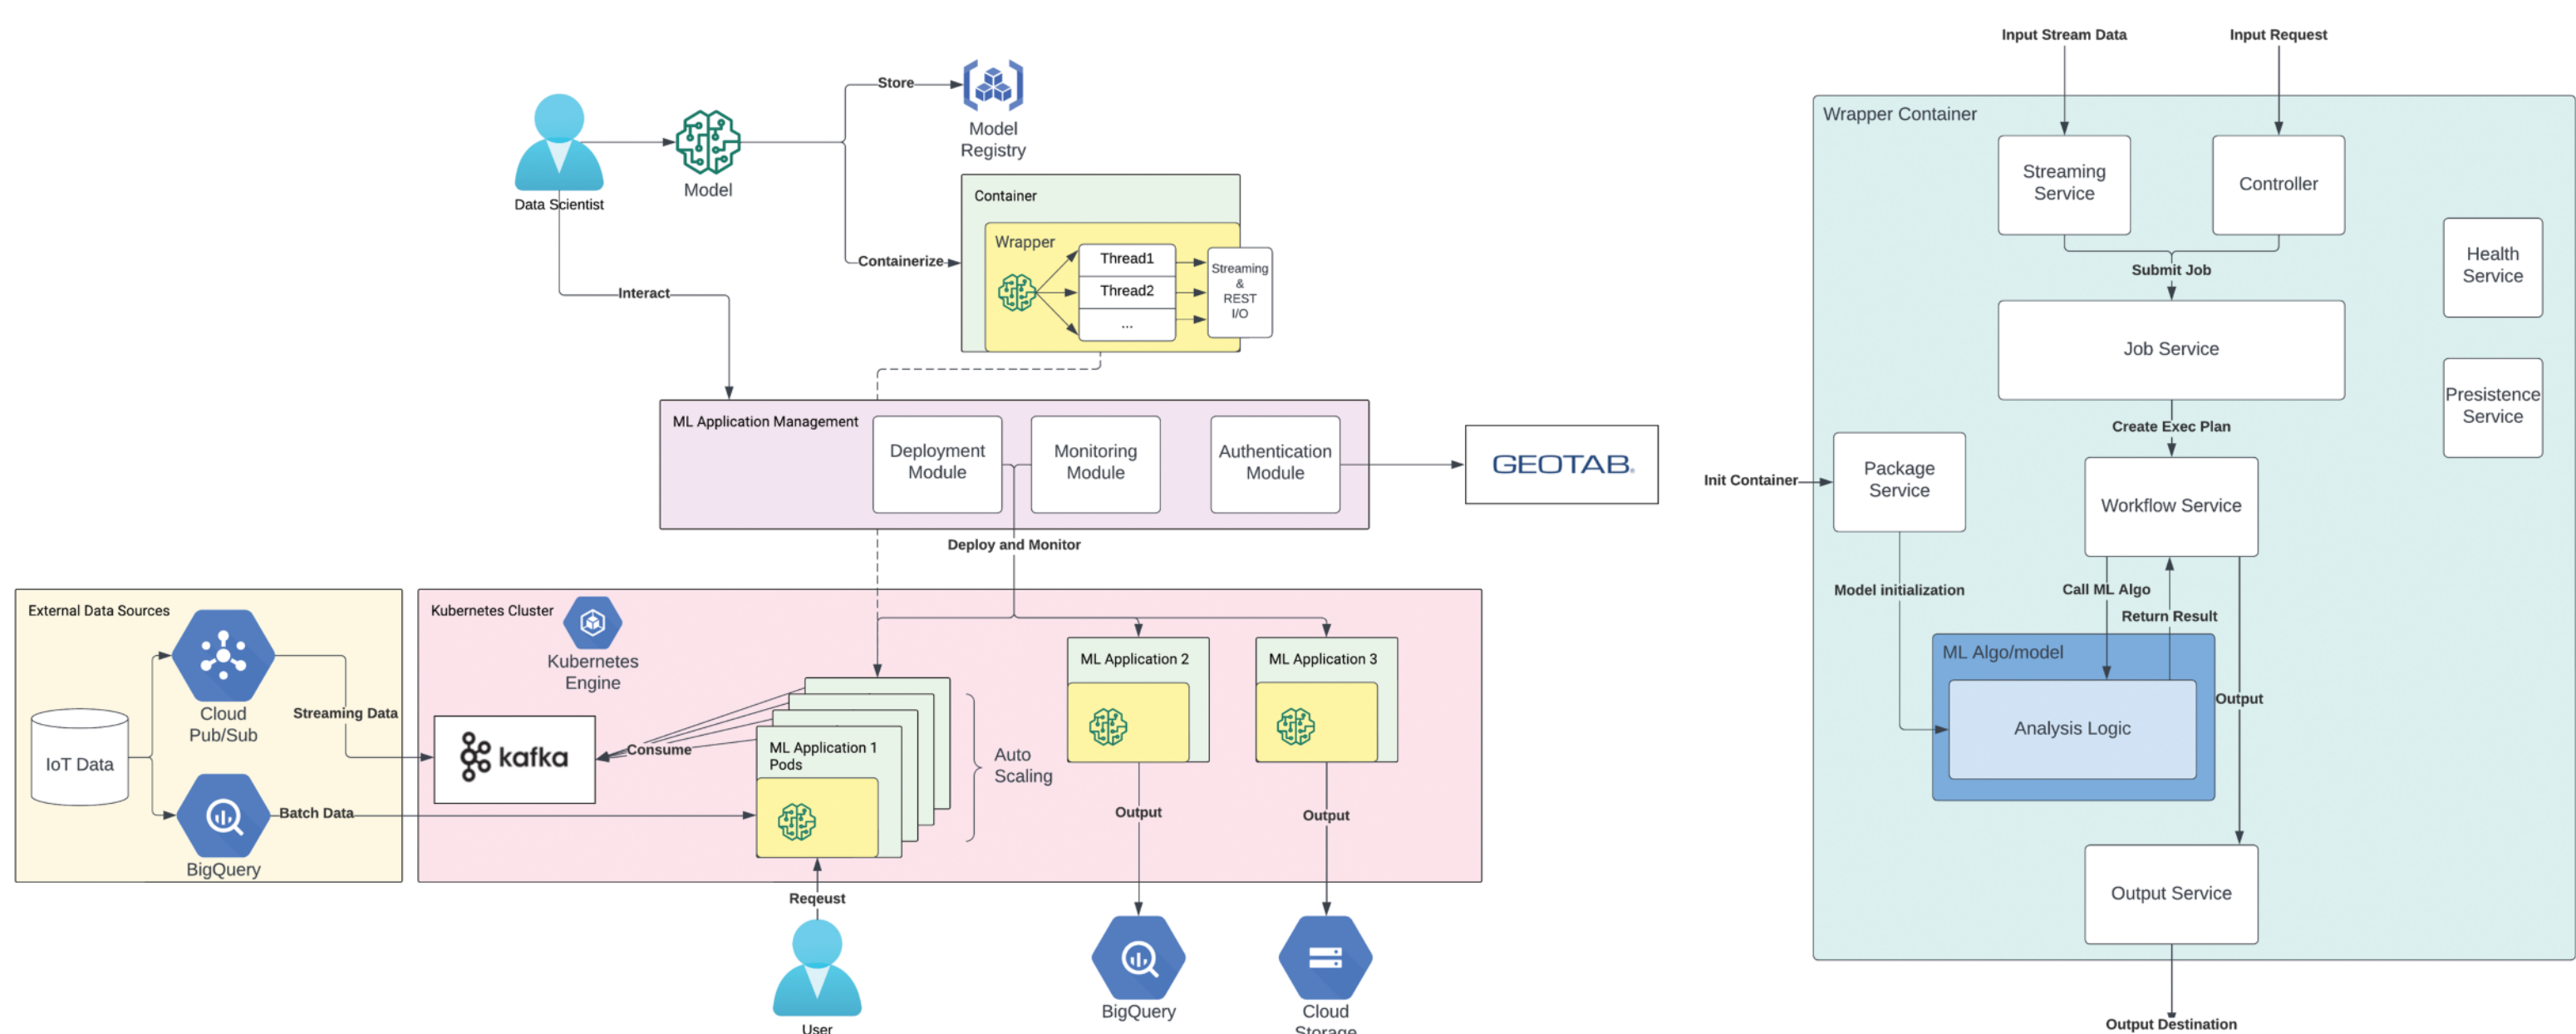 Store
Model
Registry
Data Scientist
Model
Containerize
Container
Wrapper
Thread1
Thread2
...
Streaming
&
REST
I/O
Interact
ML Application Management
Deployment
Module
Monitoring
Module
Authentication
Module
GEOTAB®
Deploy and Monitor
External Data Sources
Cloud
Pub/Sub
IoT Data
BigQuery
Streaming Data
Batch Data
Kubernetes Cluster
Kubernetes
Engine
kafka
Consume
ML Application 1
Pods
Auto
Scaling
ML Application 2
ML Application 3
Output
Output
Reqeust
User
BigQuery
Cloud
Storage
Input Stream Data
Input Request
Wrapper Container
Streaming
Service
Controller
Health
Service
Submit Job
Job Service
Presistence
Service
Create Exec Plan
Init Container
Package
Service
Workflow Service
Model initialization
Call ML Algo
Return Result
ML Algo/model
Analysis Logic
Output
Output Service
Output Destination